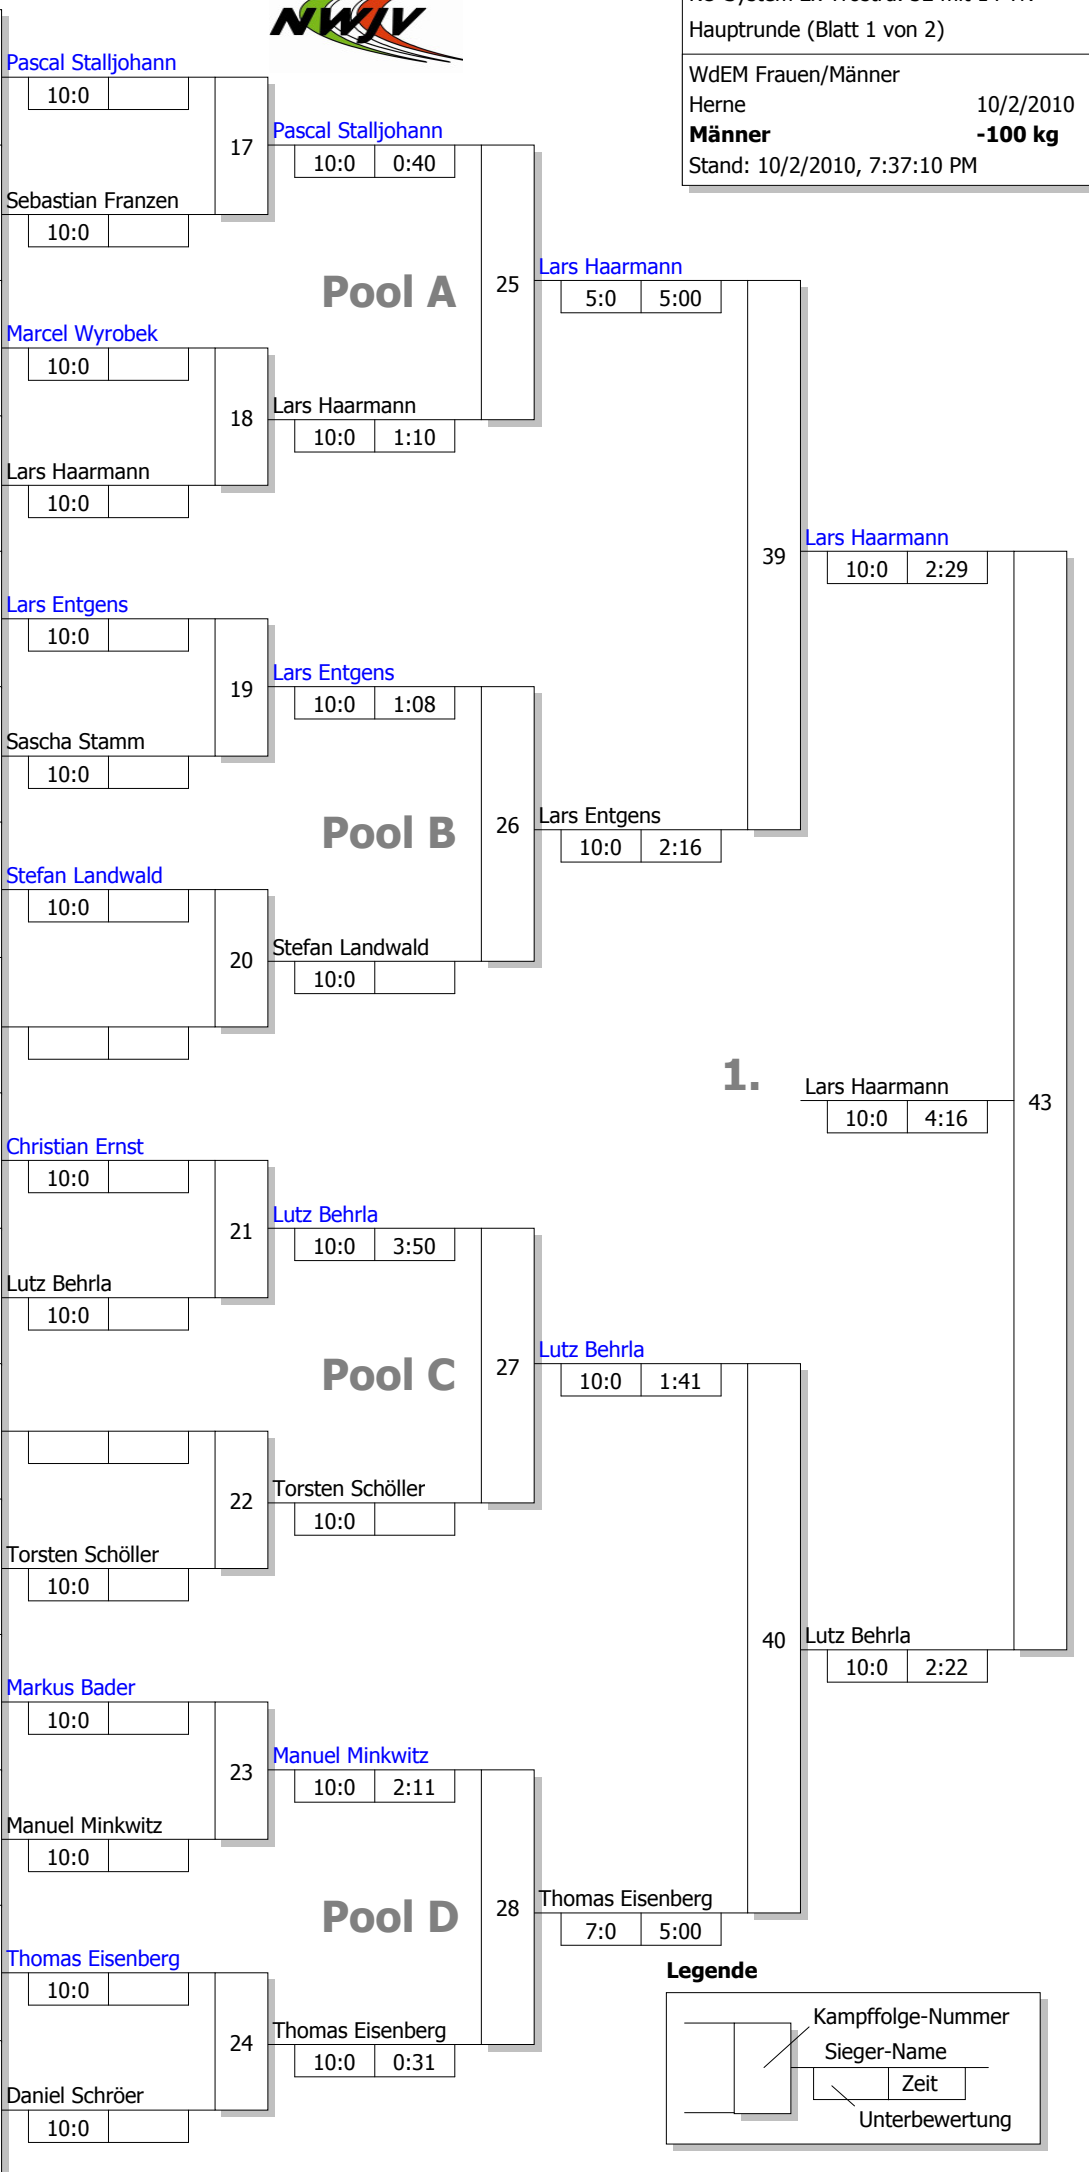 NWJV
Hauptrunde (Blatt 1 von 2)
WdEM Frauen/Männer
Herne 10/2/2010
Männer -100 kg
Stand: 10/2/2010, 7:37:10 PM
Pascal Stalljohann
10:0
17
Pascal Stalljohann
10:0 0:40
Sebastian Franzen
10:0
Pool A
25
Lars Haarmann
5:0 5:00
Marcel Wyrobek
10:0
18
Lars Haarmann
10:0 1:10
Lars Haarmann
10:0
39
Lars Haarmann
10:0 2:29
Lars Entgens
10:0
19
Lars Entgens
10:0 1:08
Sascha Stamm
10:0
Pool B
26
Lars Entgens
10:0 2:16
Stefan Landwald
10:0
20
Stefan Landwald
10:0
1.
Lars Haarmann
10:0 4:16
43
Christian Ernst
10:0
21
Lutz Behrla
10:0 3:50
Lutz Behrla
10:0
Pool C
27
Lutz Behrla
10:0 1:41
22
Torsten Schöller
10:0
Torsten Schöller
10:0
40
Lutz Behrla
10:0 2:22
Markus Bader
10:0
23
Manuel Minkwitz
10:0 2:11
Manuel Minkwitz
10:0
Pool D
28
Thomas Eisenberg
7:0 5:00
Thomas Eisenberg
10:0
24
Thomas Eisenberg
10:0 0:31
Daniel Schröer
10:0
Legende
Kampffolge-Nummer
Sieger-Name
Zeit
Unterbewertung